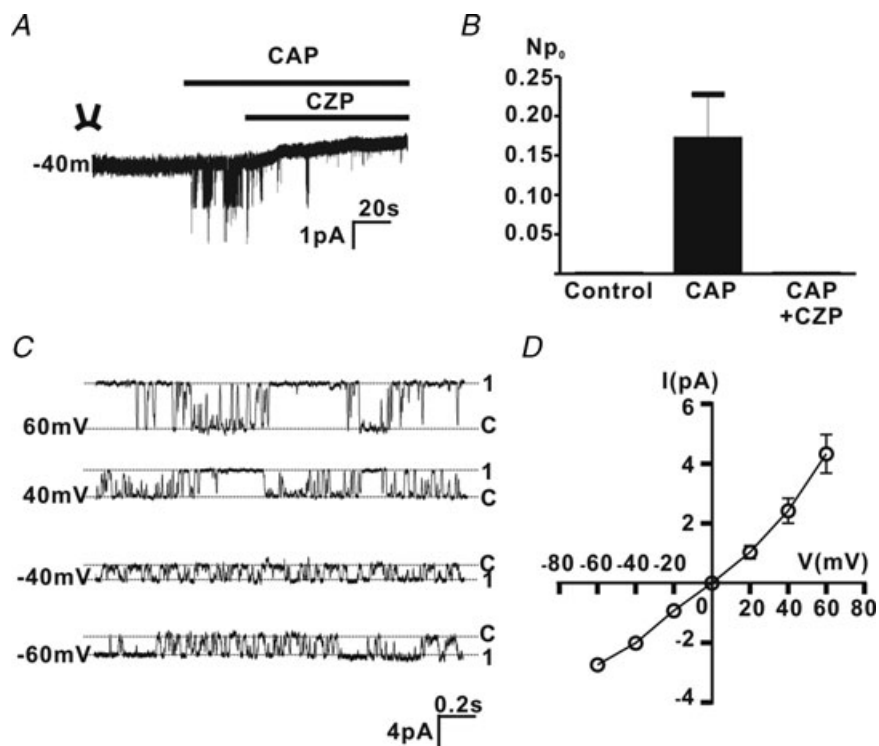 A
CAP
CZP
-40m
20s
1pA
B
Np₀
0.25
0.20
0.15
0.05
Control CAP CAP
+CZP
C
1
60mV C
1
40mV C
C
-40mV 1
C
-60mV 1
0.2s
4pA
D
I(pA)
6
4
2
-80 -60 -40 -20 V(mV)
0 20 40 60 80
-2
-4